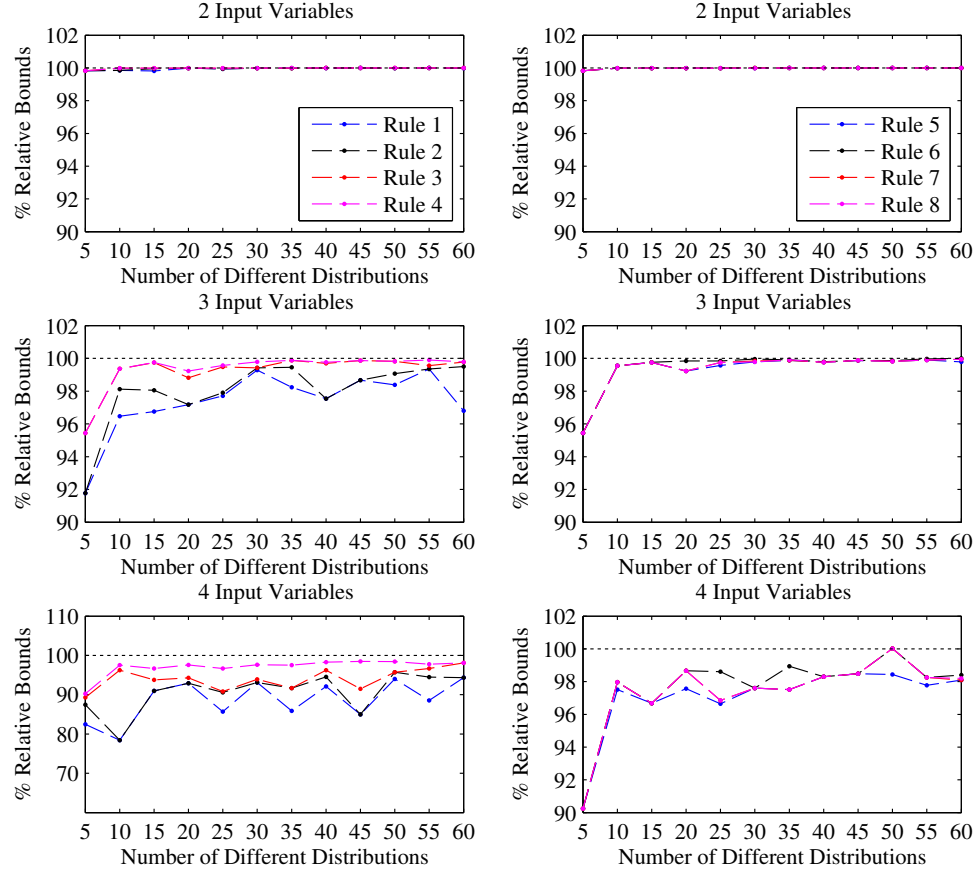 2 Input Variables
% Relative Bounds
102
100
98
96
94
92
90
Rule 1
Rule 2
Rule 3
Rule 4
5 10 15 20 25 30 35 40 45 50 55 60
Number of Different Distributions
2 Input Variables
% Relative Bounds
102
100
98
96
94
92
90
Rule 5
Rule 6
Rule 7
Rule 8
5 10 15 20 25 30 35 40 45 50 55 60
Number of Different Distributions
3 Input Variables
% Relative Bounds
102
100
98
96
94
92
90
5 10 15 20 25 30 35 40 45 50 55 60
Number of Different Distributions
3 Input Variables
% Relative Bounds
102
100
98
96
94
92
90
5 10 15 20 25 30 35 40 45 50 55 60
Number of Different Distributions
4 Input Variables
% Relative Bounds
110
100
90
80
70
60
5 10 15 20 25 30 35 40 45 50 55 60
Number of Different Distributions
4 Input Variables
% Relative Bounds
102
100
98
96
94
92
90
5 10 15 20 25 30 35 40 45 50 55 60
Number of Different Distributions